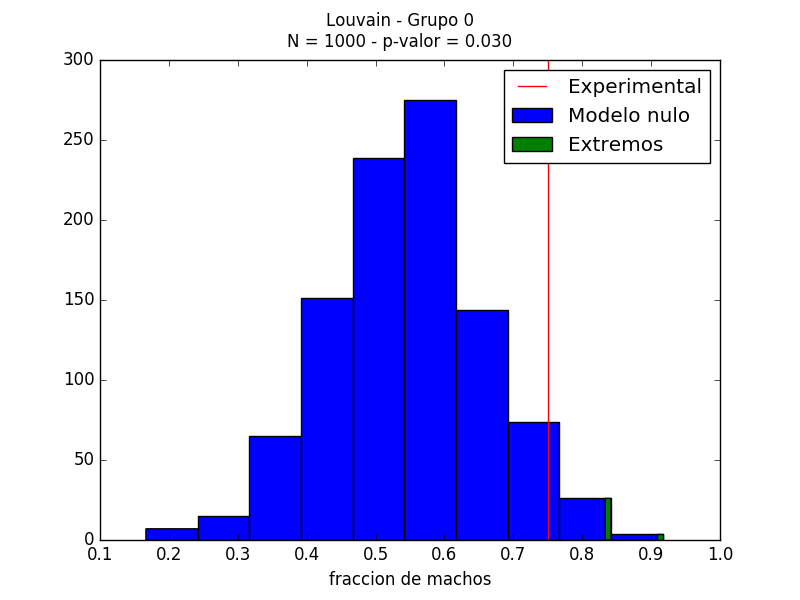 Louvain - Grupo 0
N = 1000 - p-valor = 0.030
300
250
200
150
100
50
0
Experimental
Modelo nulo
Extremos
0.1 0.2 0.3 0.4 0.5 0.6 0.7 0.8 0.9 1.0
fraccion de machos